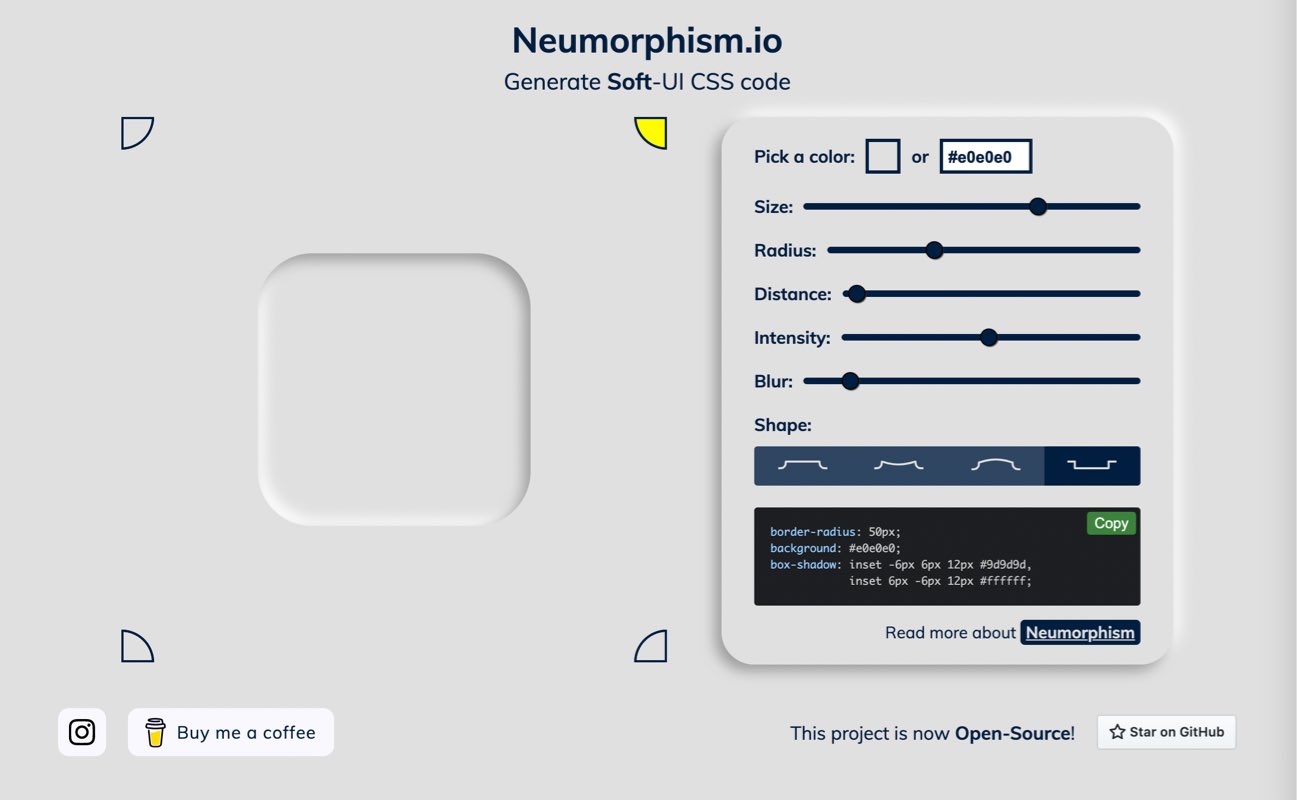 Neumorphism.io
Generate Soft-UI CSS code
Pick a color: or #e0e0e0
Size:
Radius:
Distance:
Intensity:
Blur:
Shape:
Copy
border-radius: 50px;
background: #e0e0e0;
box-shadow: inset -6px 6px 12px #9d9d9d,
inset 6px -6px 12px #ffffff;
Read more about Neumorphism
Buy me a coffee
This project is now Open-Source!
Star on GitHub